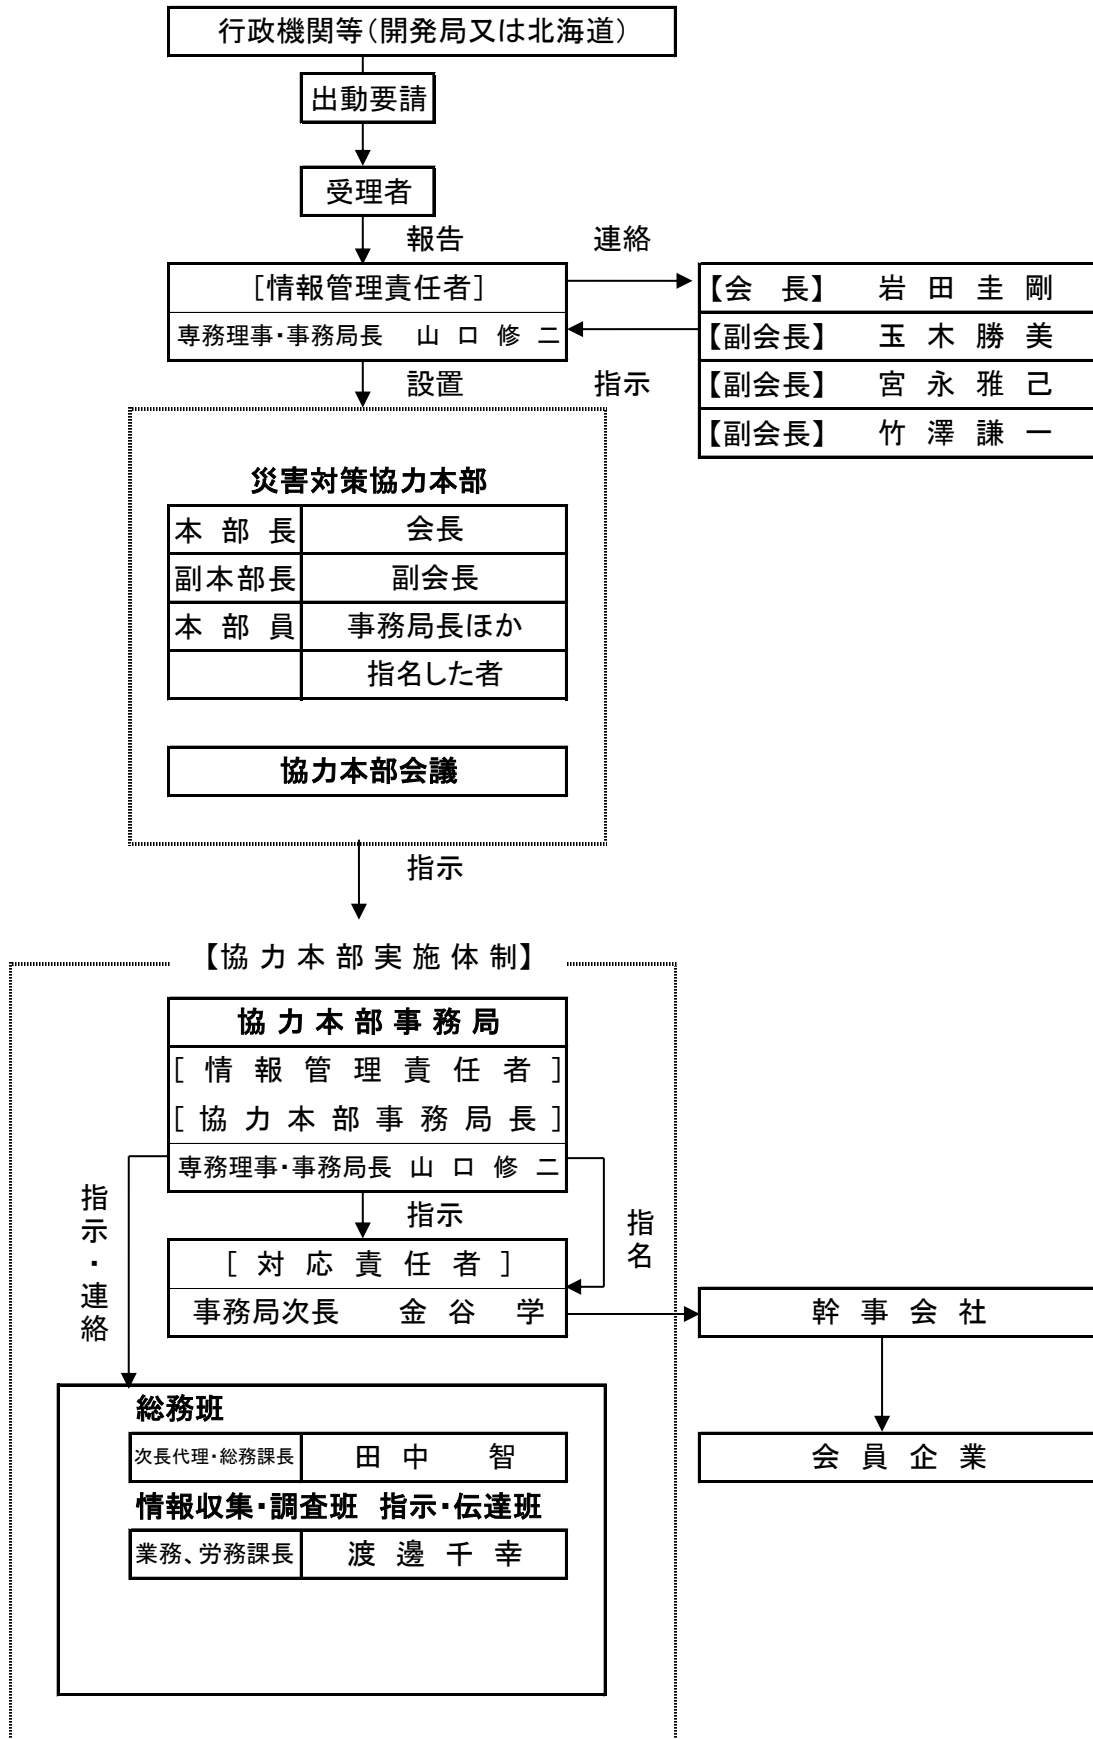 行政機関等（開発局又は北海道）
出動要請
受理者
報告
連絡
［情報管理責任者］
専務理事・事務局長 山口修二
【会　長】 岩田圭剛
【副会長】 玉木勝美
【副会長】 宮永雅己
【副会長】 竹澤謙一
設置
指示
災害対策協力本部
本部長 会長
副本部長 副会長
本部員 事務局長ほか
指名した者
協力本部会議
指示
【協力本部実施体制】
協力本部事務局
［情報管理責任者］
［協力本部事務局長］
専務理事・事務局長 山口修二
指示・連絡
指示
指名
［対応責任者］
事務局次長 金谷 学
幹事会社
会員企業
総務班
次長代理・総務課長 田中 智
情報収集・調査班 指示・伝達班
業務、労務課長 渡邊千幸